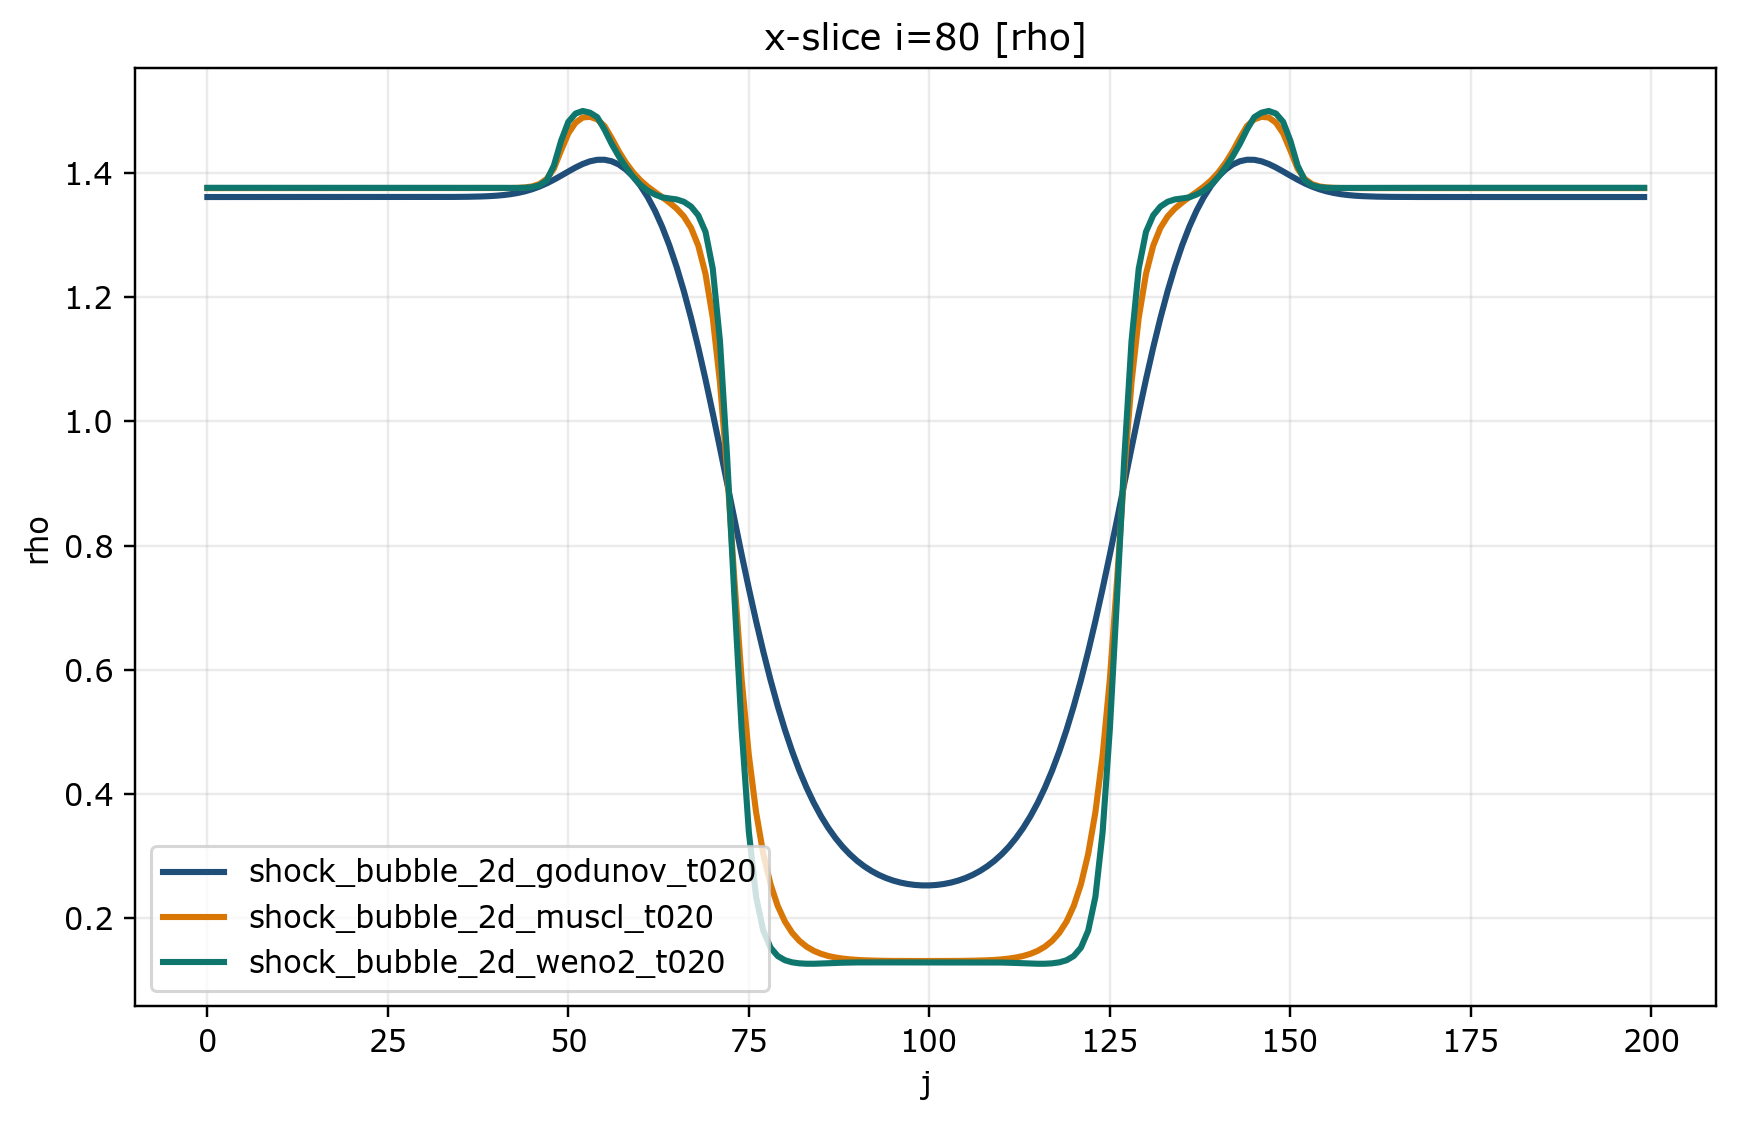 x-slice i=80 [rho]
rho
1.4
1.2
1.0
0.8
0.6
0.4
0.2
shock_bubble_2d_godunov_t020
shock_bubble_2d_muscl_t020
shock_bubble_2d_weno2_t020
0 25 50 75 100 125 150 175 200
j